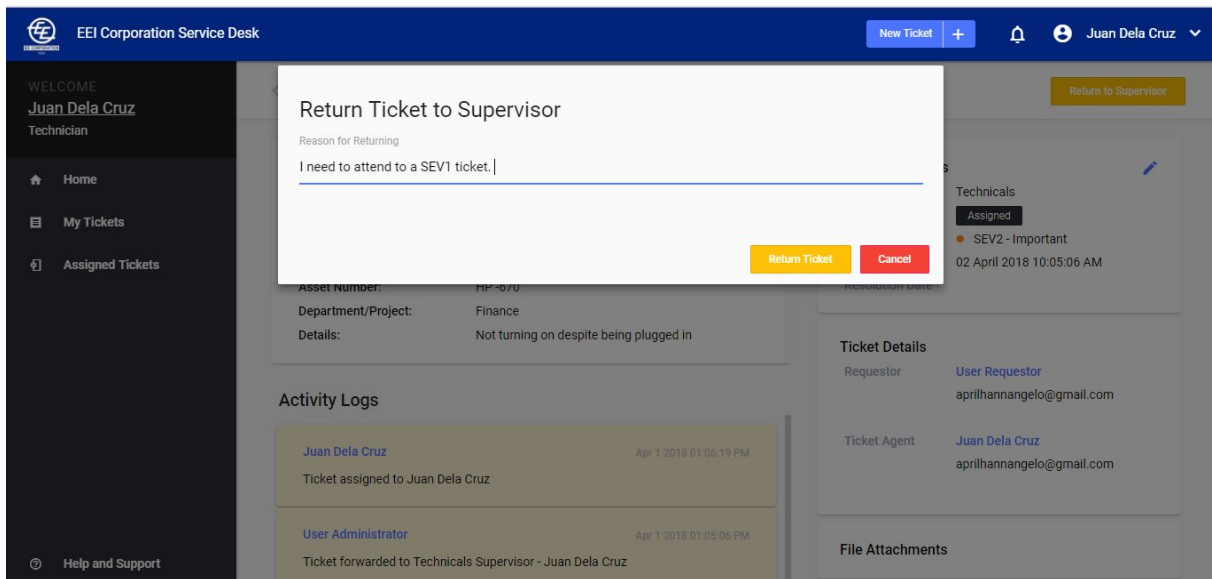 EEI Corporation Service Desk
New Ticket +
Juan Dela Cruz
WELCOME
Juan Dela Cruz
Technician
Home
My Tickets
Assigned Tickets
Help and Support
Return to Supervisor
Return Ticket to Supervisor
Reason for Returning
I need to attend to a SEV1 ticket.
Return Ticket
Cancel
Asset Number: HP -670
Department/Project: Finance
Details: Not turning on despite being plugged in
Activity Logs
Juan Dela Cruz Apr 1 2018 01:06:19 PM
Ticket assigned to Juan Dela Cruz
User Administrator Apr 1 2018 01:05:06 PM
Ticket forwarded to Technicals Supervisor - Juan Dela Cruz
Technicals
Assigned
SEV2 - Important
02 April 2018 10:05:06 AM
Resolution Date
Ticket Details
Requestor User Requestor
aprilhannangelo@gmail.com
Ticket Agent Juan Dela Cruz
aprilhannangelo@gmail.com
File Attachments